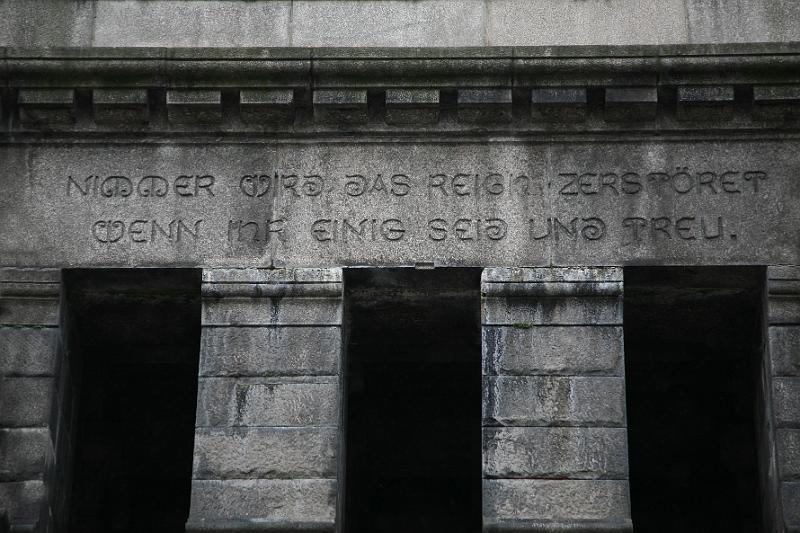 NIMMER WIRD DAS REICH ZERSTÖRET
WENN IHR EINIG SEID UND TREU.